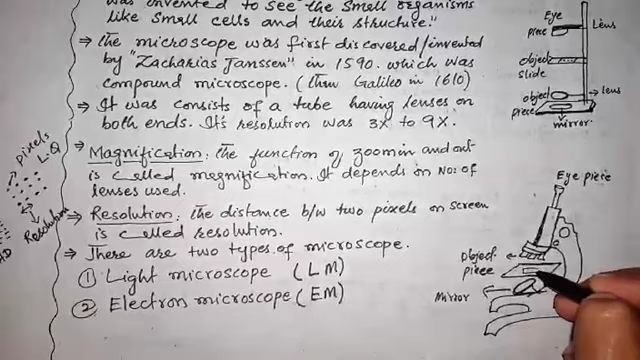 was invented to see the small organisms
like small cells and their structure."
⇒ The microscope was first discovered/invented
by "Zacharias Janssen" in 1590. which was
compound microscope. (then Galileo in 1610)
⇒ It was consists of a tube having lenses on
both ends. It's resolution was 3X to 9X.
⇒ Magnification: The function of zoomin and out
is called megnification. It depends on No: of
lenses used.
⇒ Resolution: The distance b/w two pixels on screen
is called resolution.
⇒ There are two types of microscope.
① Light microscope (LM)
② Electron microscope (EM)
pixels
L.Q
Resolution
HD
Eye
piece
Lens
object
slide
object
piece
lens
mirror
Eye piece
Object
piece
Mirror